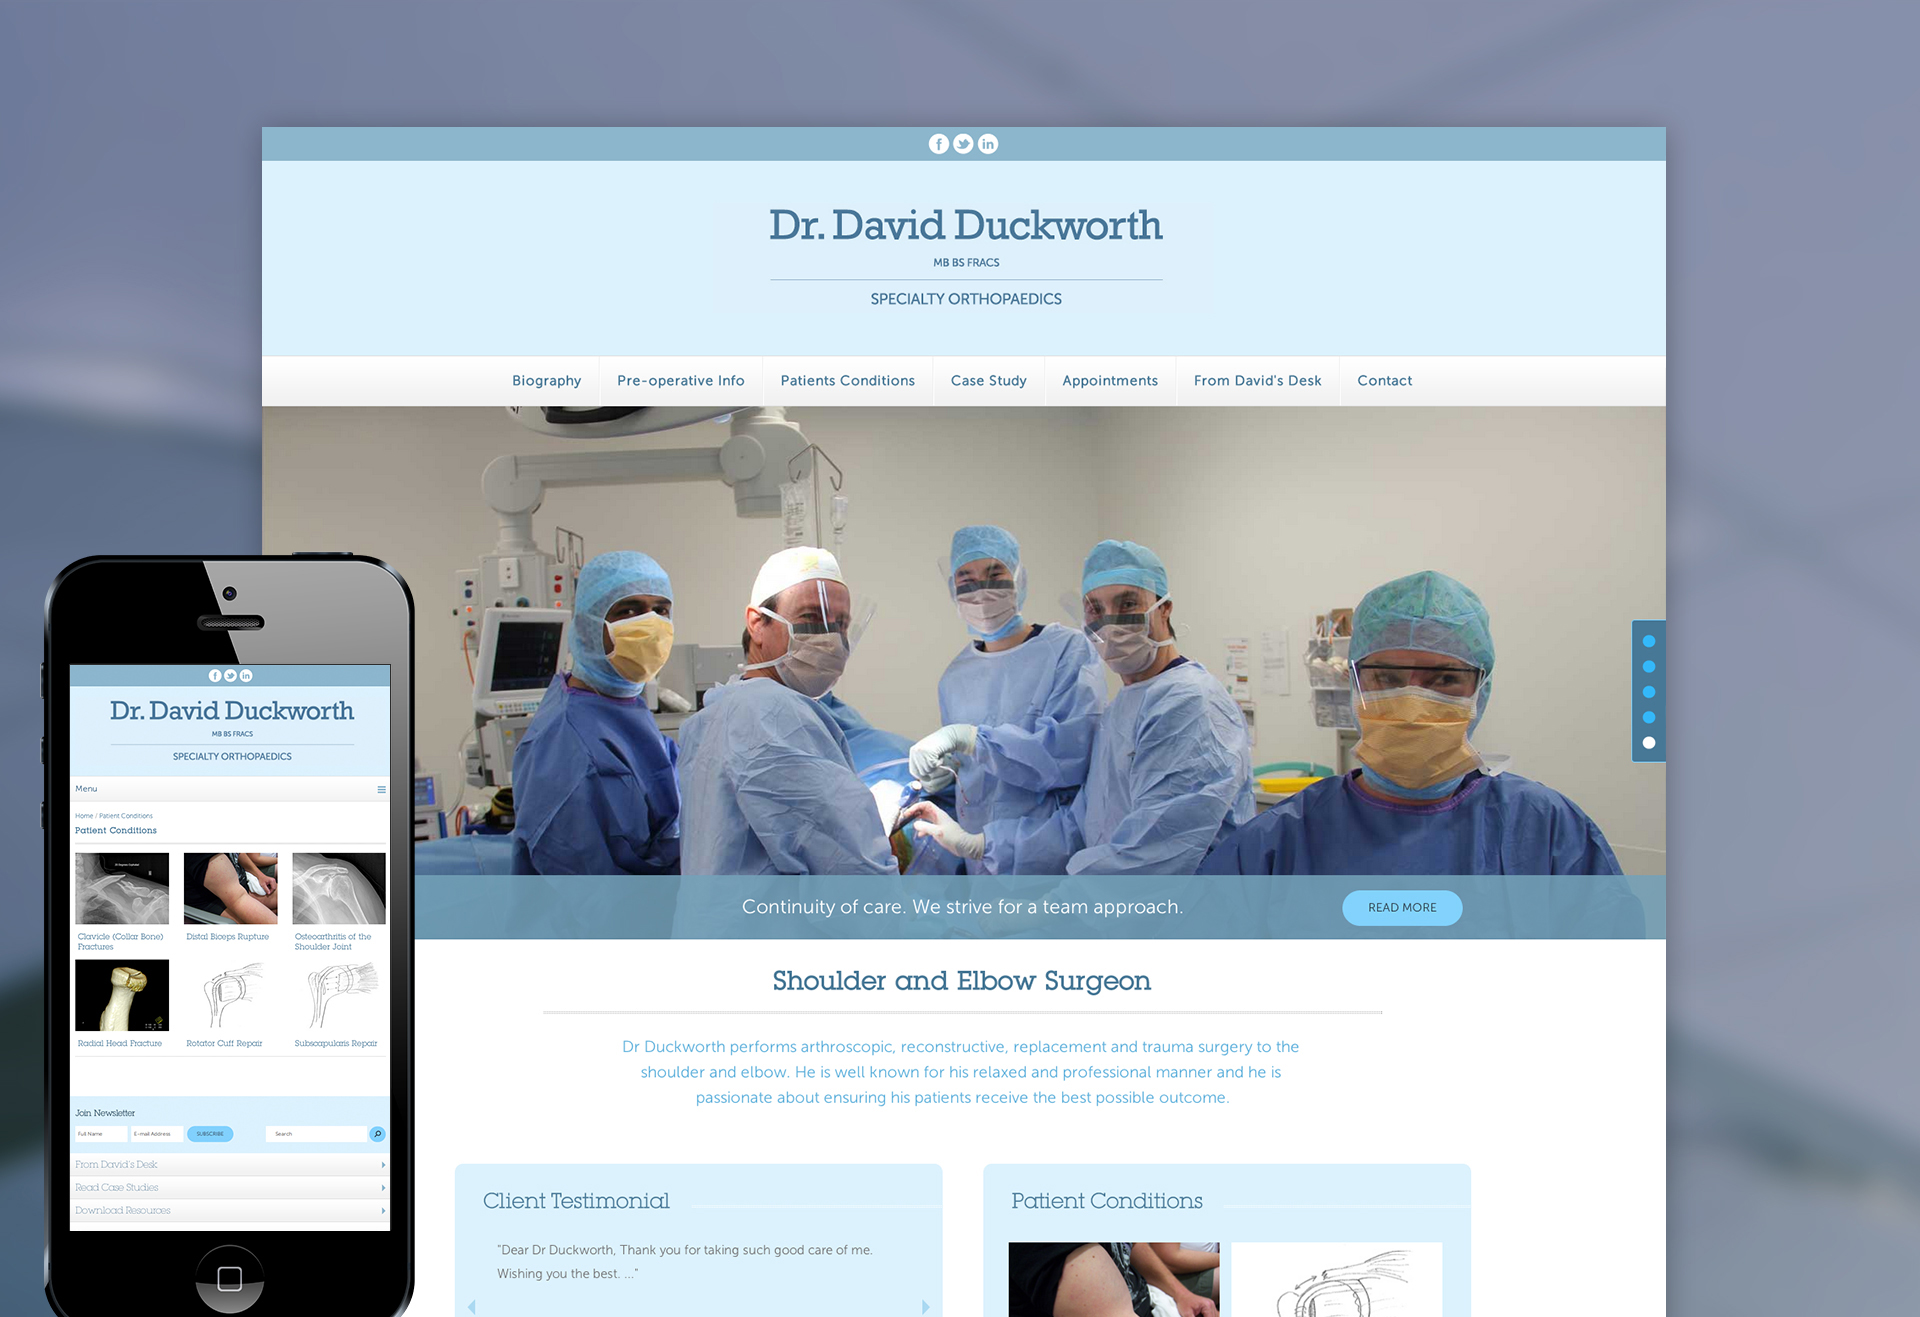 Dr. David Duckworth
MB BS FRACS
SPECIALTY ORTHOPAEDICS
Biography
Pre-operative Info
Patients Conditions
Case Study
Appointments
From David's Desk
Contact
Continuity of care. We strive for a team approach.
READ MORE
Shoulder and Elbow Surgeon
Dr Duckworth performs arthroscopic, reconstructive, replacement and trauma surgery to the
shoulder and elbow. He is well known for his relaxed and professional manner and he is
passionate about ensuring his patients receive the best possible outcome.
Client Testimonial
"Dear Dr Duckworth, Thank you for taking such good care of me.
Wishing you the best. ..."
Patient Conditions
Dr. David Duckworth
MB BS FRACS
SPECIALTY ORTHOPAEDICS
Menu
Home / Patient Conditions
Patient Conditions
Clavicle (Collar Bone)
Fractures
Distal Biceps Rupture
Osteoarthritis of the
Shoulder Joint
Radial Head Fracture
Rotator Cuff Repair
Subscapularis Repair
Join Newsletter
Full Name
E-mail Address
SUBSCRIBE
Search
From David's Desk
Read Case Studies
Download Resources